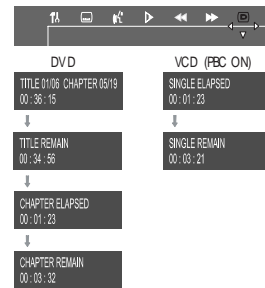 DVD
TITLE 01/06 CHAPTER 05/19
00 : 36 : 15
TITLE REMAIN
00 : 34 : 56
CHAPTER ELAPSED
00 : 01 : 23
CHAPTER REMAIN
00 : 03 : 32
VCD (PBC ON)
SINGLE ELAPSED
00 : 01 : 23
SINGLE REMAIN
00 : 03 : 21